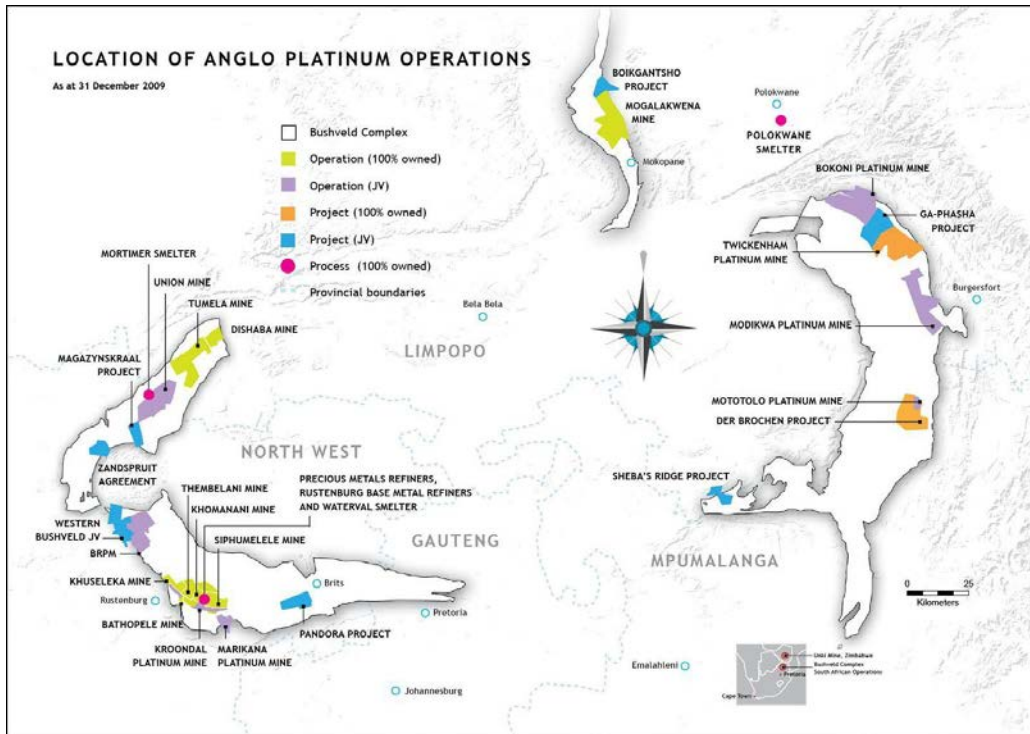 LOCATION OF ANGLO PLATINUM OPERATIONS
As at 31 December 2009
Bushveld Complex
Operation (100% owned)
Operation (JV)
Project (100% owned)
Project (JV)
Process (100% owned)
Provincial boundaries
BOIKGANTSHO
PROJECT
MOGALAKWENA
MINE
Mokopane
Polokwane
POLOKWANE
SMELTER
BOKONI PLATINUM MINE
GA-PHASHA
PROJECT
TWICKENHAM
PLATINUM MINE
Burgersfort
MODIKWA PLATINUM MINE
MOTOTOLO PLATINUM MINE
DER BROCHEN PROJECT
SHEBA'S RIDGE PROJECT
MORTIMER SMELTER
UNION MINE
TUMELA MINE
DISHABA MINE
MAGAZYNSKRAAL
PROJECT
Bela Bela
LIMPOPO
NORTH WEST
ZANDSPRUIT
AGREEMENT
THEMBELANI MINE
KHOMANANI MINE
PRECIOUS METALS REFINERS,
RUSTENBURG BASE METAL REFINERS
AND WATERVAL SMELTER
SIPHUMELELE MINE
WESTERN
BUSHVELD JV
BRPM
GAUTENG
MPUMALANGA
KHUSELEKA MINE
Rustenburg
BATHOPELE MINE
KROONDAL
PLATINUM MINE
MARIKANA
PLATINUM MINE
Brits
Pretoria
PANDORA PROJECT
Johannesburg
Emalahleni
0 25
Kilometers
Unki Mine, Zimbabwe
Bushveld Complex
South African Operations
Pretoria
Cape Town